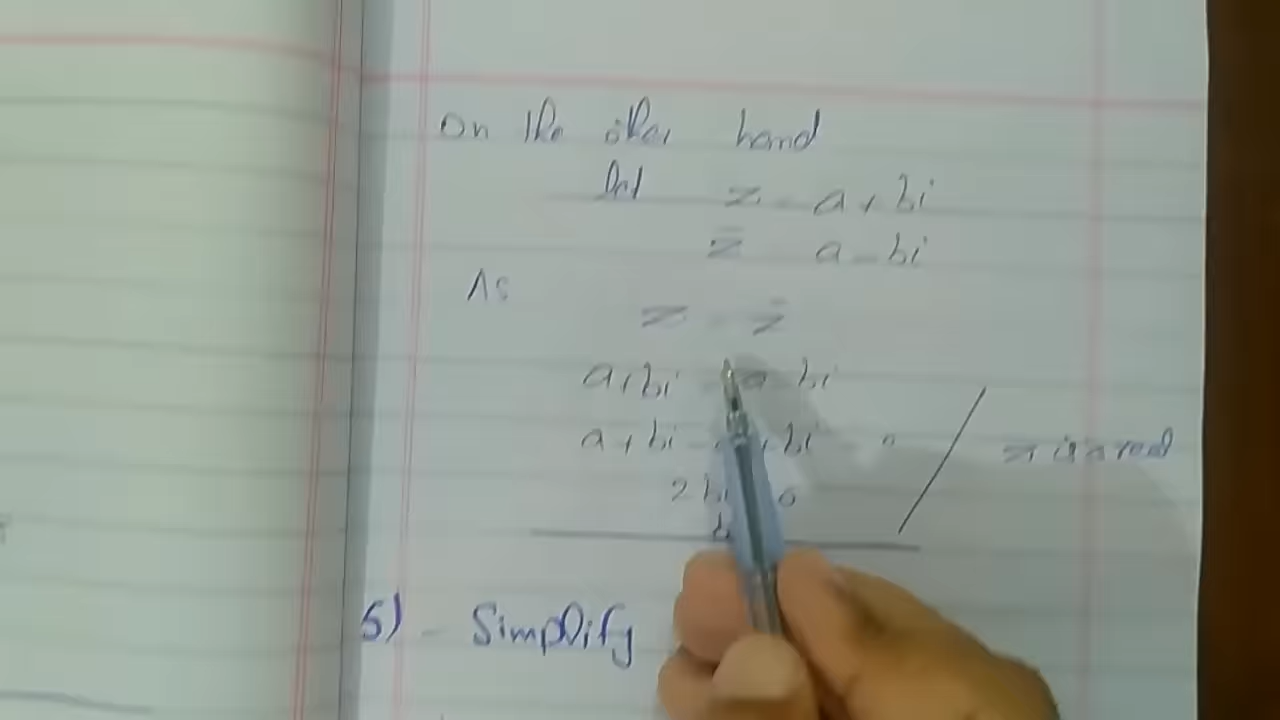 On the other hand
Let z = a + bi
z̄ = a - bi
As
z = z̄
a + bi = a - bi
a + bi - a + bi = 0
2bi = 0
b
z is real
5) - Simplify